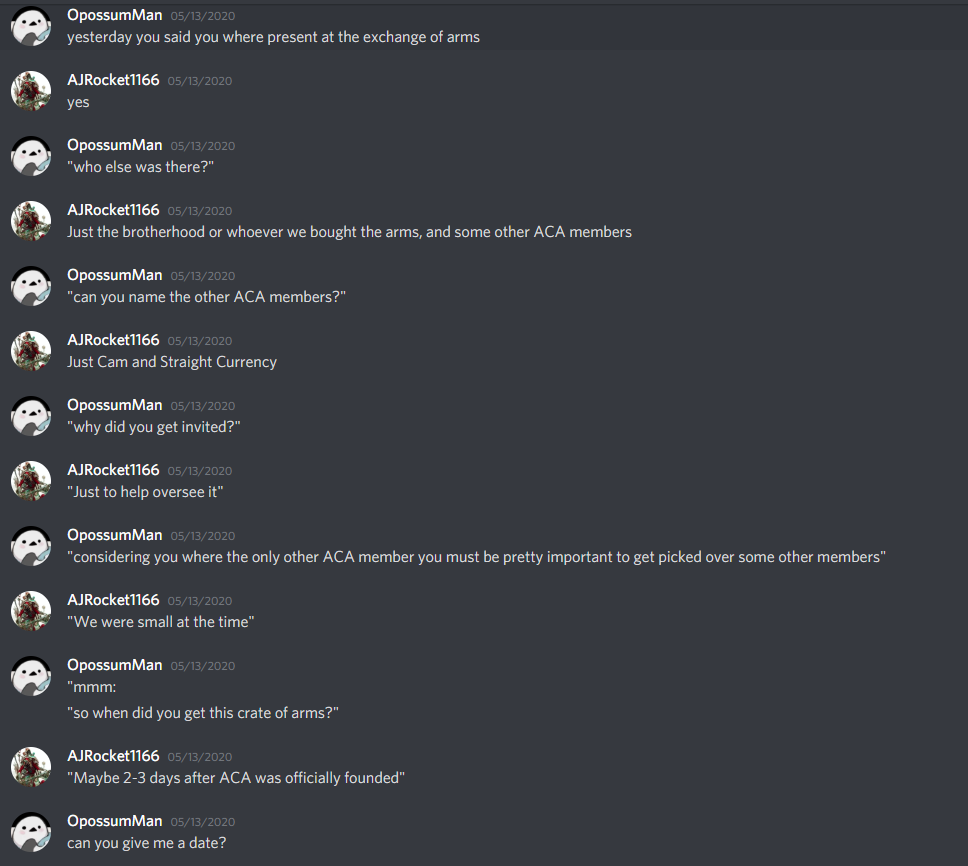 OpossumMan 05/13/2020
yesterday you said you where present at the exchange of arms
AJRocket1166 05/13/2020
yes
OpossumMan 05/13/2020
"who else was there?"
AJRocket1166 05/13/2020
Just the brotherhood or whoever we bought the arms, and some other ACA members
OpossumMan 05/13/2020
"can you name the other ACA members?"
AJRocket1166 05/13/2020
Just Cam and Straight Currency
OpossumMan 05/13/2020
"why did you get invited?"
AJRocket1166 05/13/2020
"Just to help oversee it"
OpossumMan 05/13/2020
"considering you where the only other ACA member you must be pretty important to get picked over some other members"
AJRocket1166 05/13/2020
"We were small at the time"
OpossumMan 05/13/2020
"mmm:
"so when did you get this crate of arms?"
AJRocket1166 05/13/2020
"Maybe 2-3 days after ACA was officially founded"
OpossumMan 05/13/2020
can you give me a date?